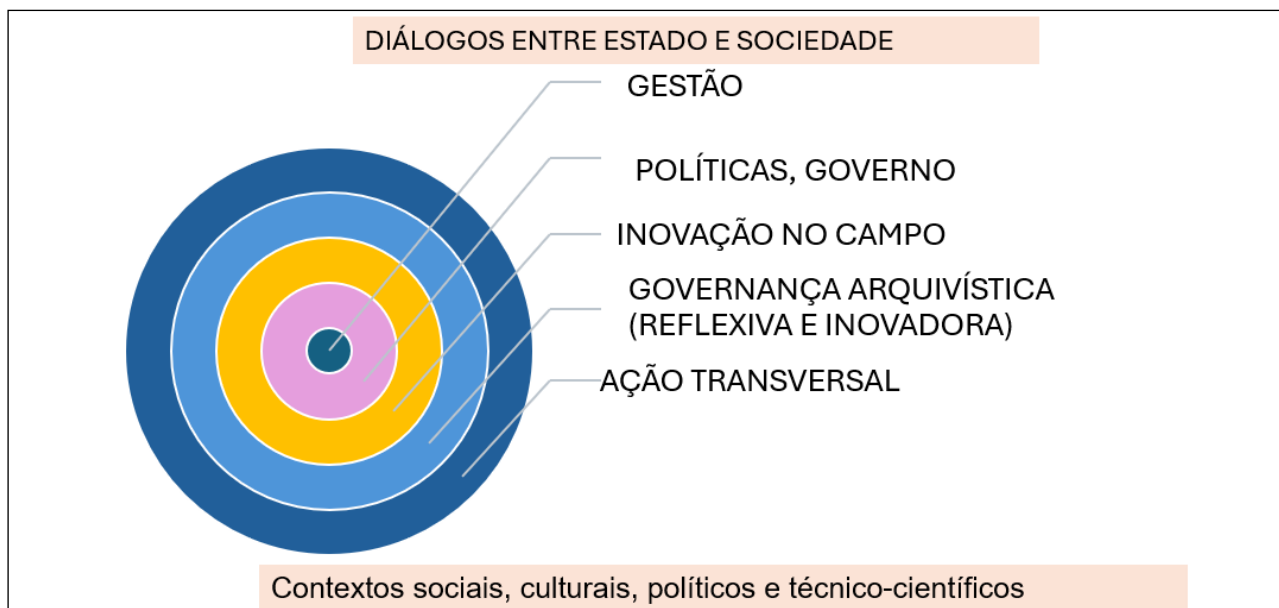 DIÁLOGOS ENTRE ESTADO E SOCIEDADE
GESTÃO
POLÍTICAS, GOVERNO
INOVAÇÃO NO CAMPO
GOVERNANÇA ARQUIVÍSTICA
(REFLEXIVA E INOVADORA)
AÇÃO TRANSVERSAL
Contextos sociais, culturais, políticos e técnico-científicos